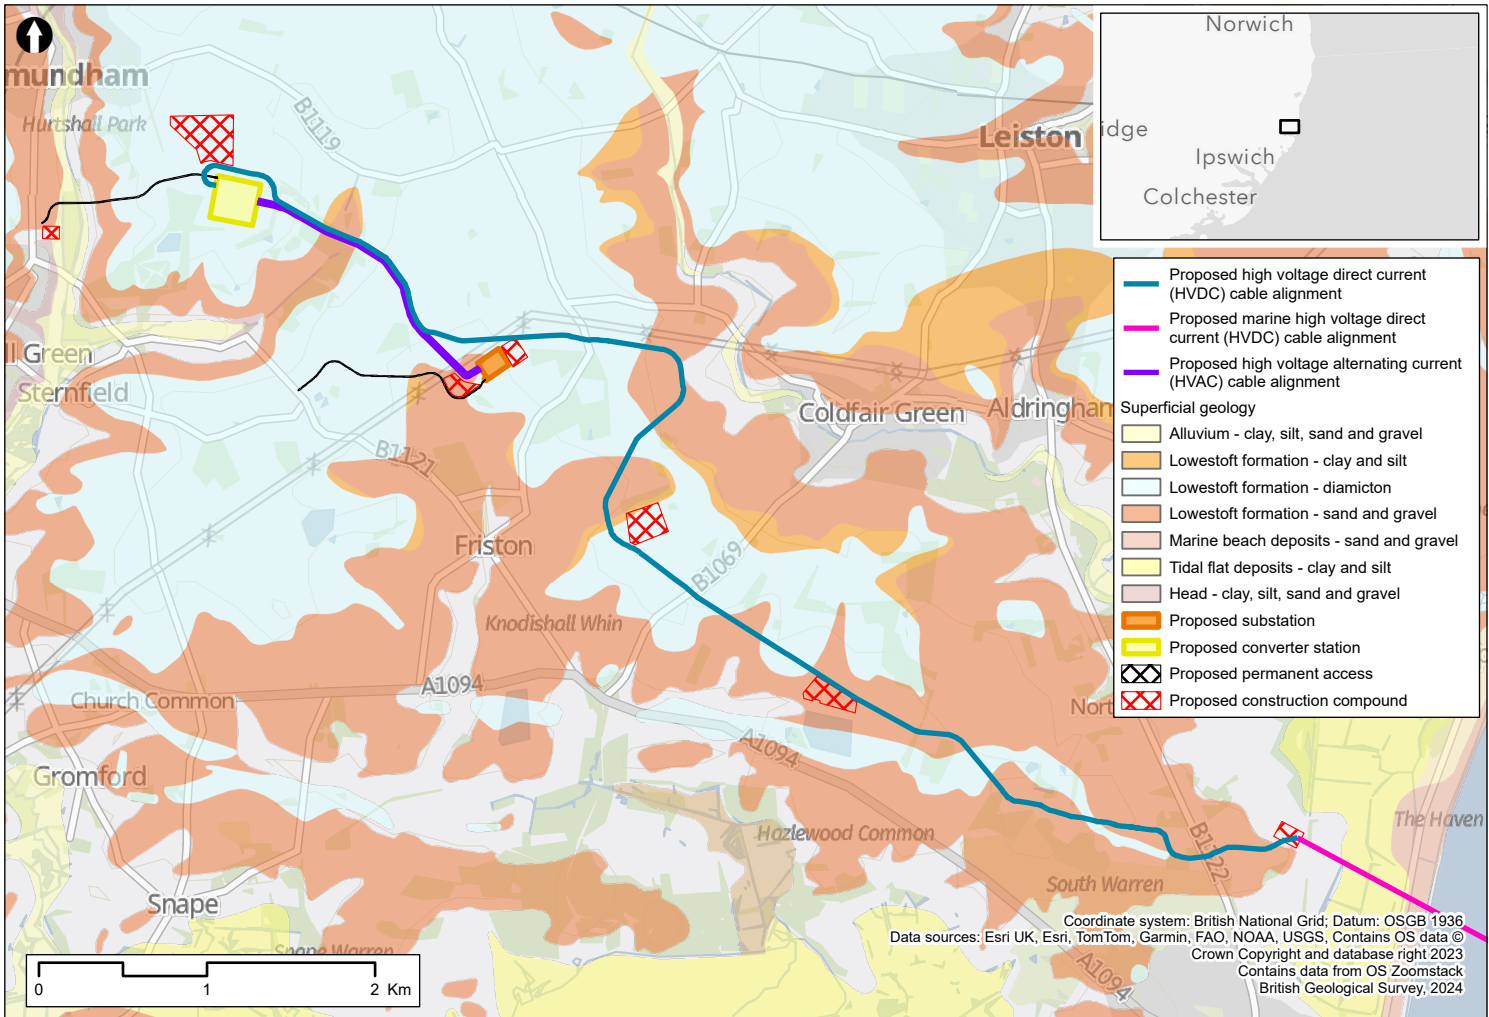 mundham
Hurtshall Park
B1119
Leiston
ll Green
Sternfield
B1121
Coldfair Green
Aldringham
Friston
B1069
Knodishall Whin
A1094
Church Common
Nort
A1094
Gromford
Hazlewood Common
The Haven
B1122
South Warren
Snape
Snape Warren
A1094
Norwich
idge
Ipswich
Colchester
Proposed high voltage direct current
(HVDC) cable alignment
Proposed marine high voltage direct
current (HVDC) cable alignment
Proposed high voltage alternating current
(HVAC) cable alignment
Superficial geology
Alluvium - clay, silt, sand and gravel
Lowestoft formation - clay and silt
Lowestoft formation - diamicton
Lowestoft formation - sand and gravel
Marine beach deposits - sand and gravel
Tidal flat deposits - clay and silt
Head - clay, silt, sand and gravel
Proposed substation
Proposed converter station
Proposed permanent access
Proposed construction compound
Coordinate system: British National Grid; Datum: OSGB 1936
Data sources: Esri UK, Esri, TomTom, Garmin, FAO, NOAA, USGS, Contains OS data ©
Crown Copyright and database right 2023
Contains data from OS Zoomstack
British Geological Survey, 2024
0 1 2 Km